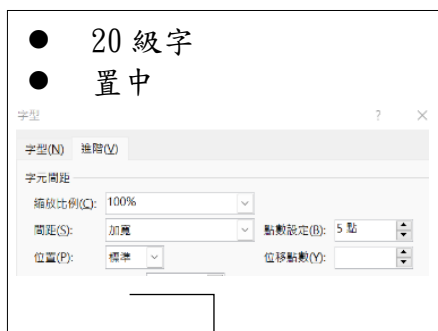 ● 20 級字
● 置中
字型 ? ×
字型(N) 進階(V)
字元間距
縮放比例(C): 100%
間距(S): 加寬 點數設定(B): 5 點
位置(P): 標準 位移點數(Y):